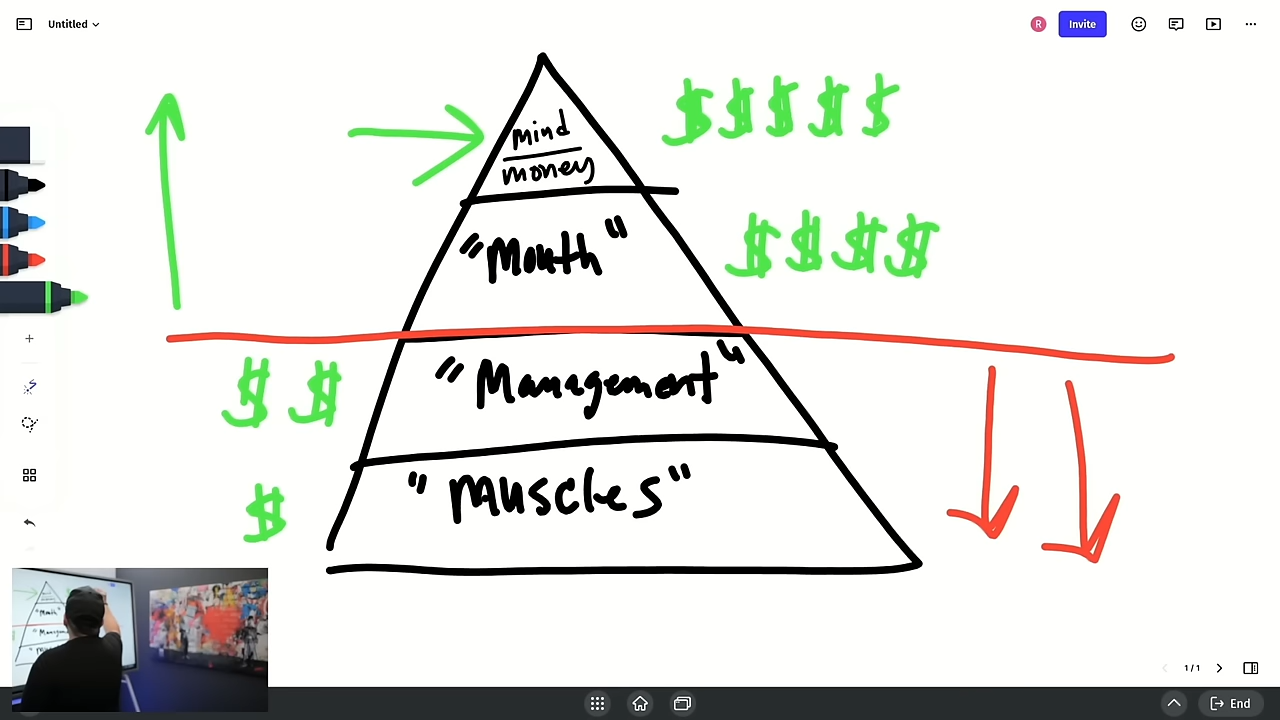 Untitled
R
Invite
mind
money
$$$$$
"Mouth"
$$$$
"Management"
$$
"Muscles"
$
1/1
End